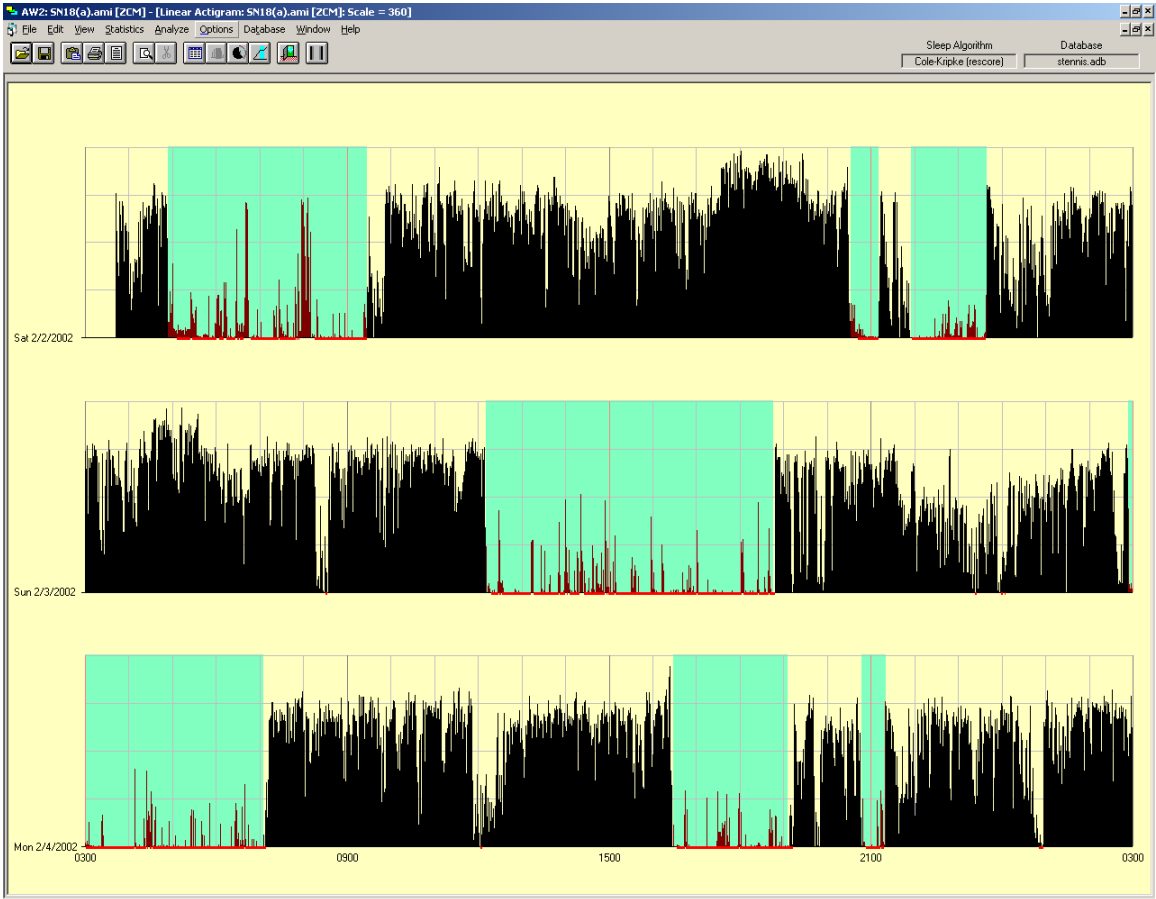 AW2: SN18(a).ami [ZCM] - [Linear Actigram: SN18(a).ami [ZCM]: Scale = 360]
File Edit View Statistics Analyze Options Database Window Help
Sleep Algorithm Database
Cole-Kripke (rescore) stennis.adb
Sat 2/2/2002
Sun 2/3/2002
Mon 2/4/2002
0300 0900 1500 2100 0300